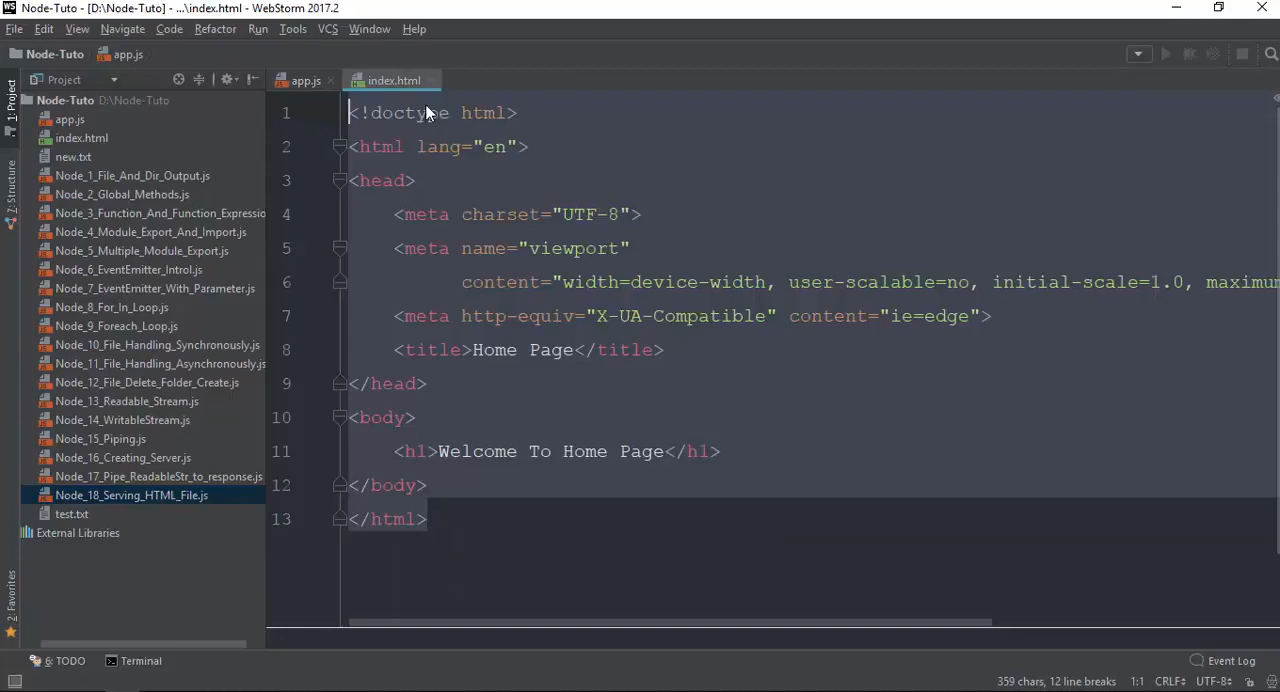 WS Node-Tuto - [D:\Node-Tuto] - ...\index.html - WebStorm 2017.2
File Edit View Navigate Code Refactor Run Tools VCS Window Help
Node-Tuto app.js
Project
app.js
index.html
1: Project
Z: Structure
2: Favorites
Node-Tuto D:\Node-Tuto
app.js
index.html
new.txt
Node_1_File_And_Dir_Output.js
Node_2_Global_Methods.js
Node_3_Function_And_Function_Expressio
Node_4_Module_Export_And_Import.js
Node_5_Multiple_Module_Export.js
Node_6_EventEmitter_Introl.js
Node_7_EventEmitter_With_Parameter.js
Node_8_For_In_Loop.js
Node_9_Foreach_Loop.js
Node_10_File_Handling_Synchronously.js
Node_11_File_Handling_Asynchronously.js
Node_12_File_Delete_Folder_Create.js
Node_13_Readable_Stream.js
Node_14_WritableStream.js
Node_15_Piping.js
Node_16_Creating_Server.js
Node_17_Pipe_ReadableStr_to_response.js
Node_18_Serving_HTML_File.js
test.txt
External Libraries
1 <!doctype html>
2 <html lang="en">
3 <head>
4 <meta charset="UTF-8">
5 <meta name="viewport"
6 content="width=device-width, user-scalable=no, initial-scale=1.0, maximum
7 <meta http-equiv="X-UA-Compatible" content="ie=edge">
8 <title>Home Page</title>
9 </head>
10 <body>
11 <h1>Welcome To Home Page</h1>
12 </body>
13 </html>
6: TODO Terminal Event Log
359 chars, 12 line breaks 1:1 CRLF UTF-8